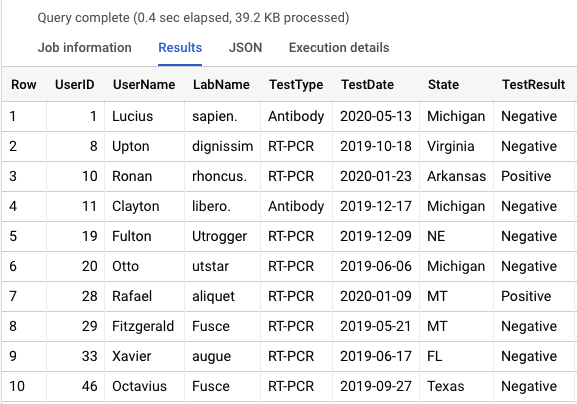 Query complete (0.4 sec elapsed, 39.2 KB processed)
Job information Results JSON Execution details
Row UserID UserName LabName TestType TestDate State TestResult
1 1 Lucius sapien. Antibody 2020-05-13 Michigan Negative
2 8 Upton dignissim RT-PCR 2019-10-18 Virginia Negative
3 10 Ronan rhoncus. RT-PCR 2020-01-23 Arkansas Positive
4 11 Clayton libero. Antibody 2019-12-17 Michigan Negative
5 19 Fulton Utrogger RT-PCR 2019-12-09 NE Negative
6 20 Otto utstar RT-PCR 2019-06-06 Michigan Negative
7 28 Rafael aliquet RT-PCR 2020-01-09 MT Positive
8 29 Fitzgerald Fusce RT-PCR 2019-05-21 MT Negative
9 33 Xavier augue RT-PCR 2019-06-17 FL Negative
10 46 Octavius Fusce RT-PCR 2019-09-27 Texas Negative